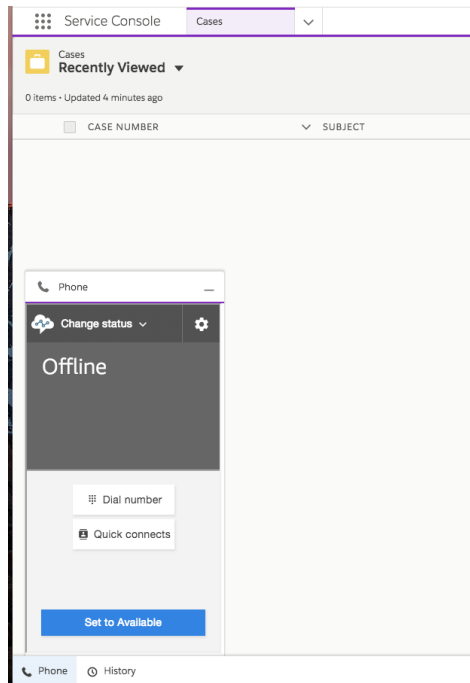 Service Console
Cases
Cases
Recently Viewed
0 items • Updated 4 minutes ago
CASE NUMBER
SUBJECT
Phone
Change status
Offline
Dial number
Quick connects
Set to Available
Phone
History